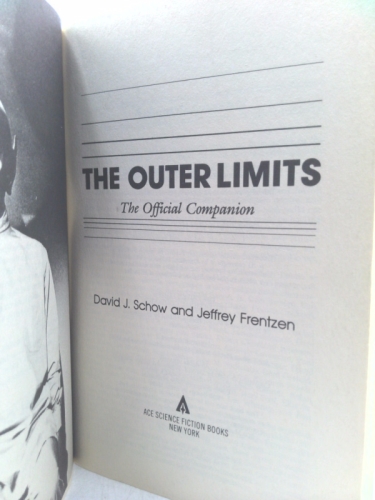 THE OUTER LIMITS
The Official Companion
David J. Schow and Jeffrey Frentzen
ACE SCIENCE FICTION BOOKS
NEW YORK